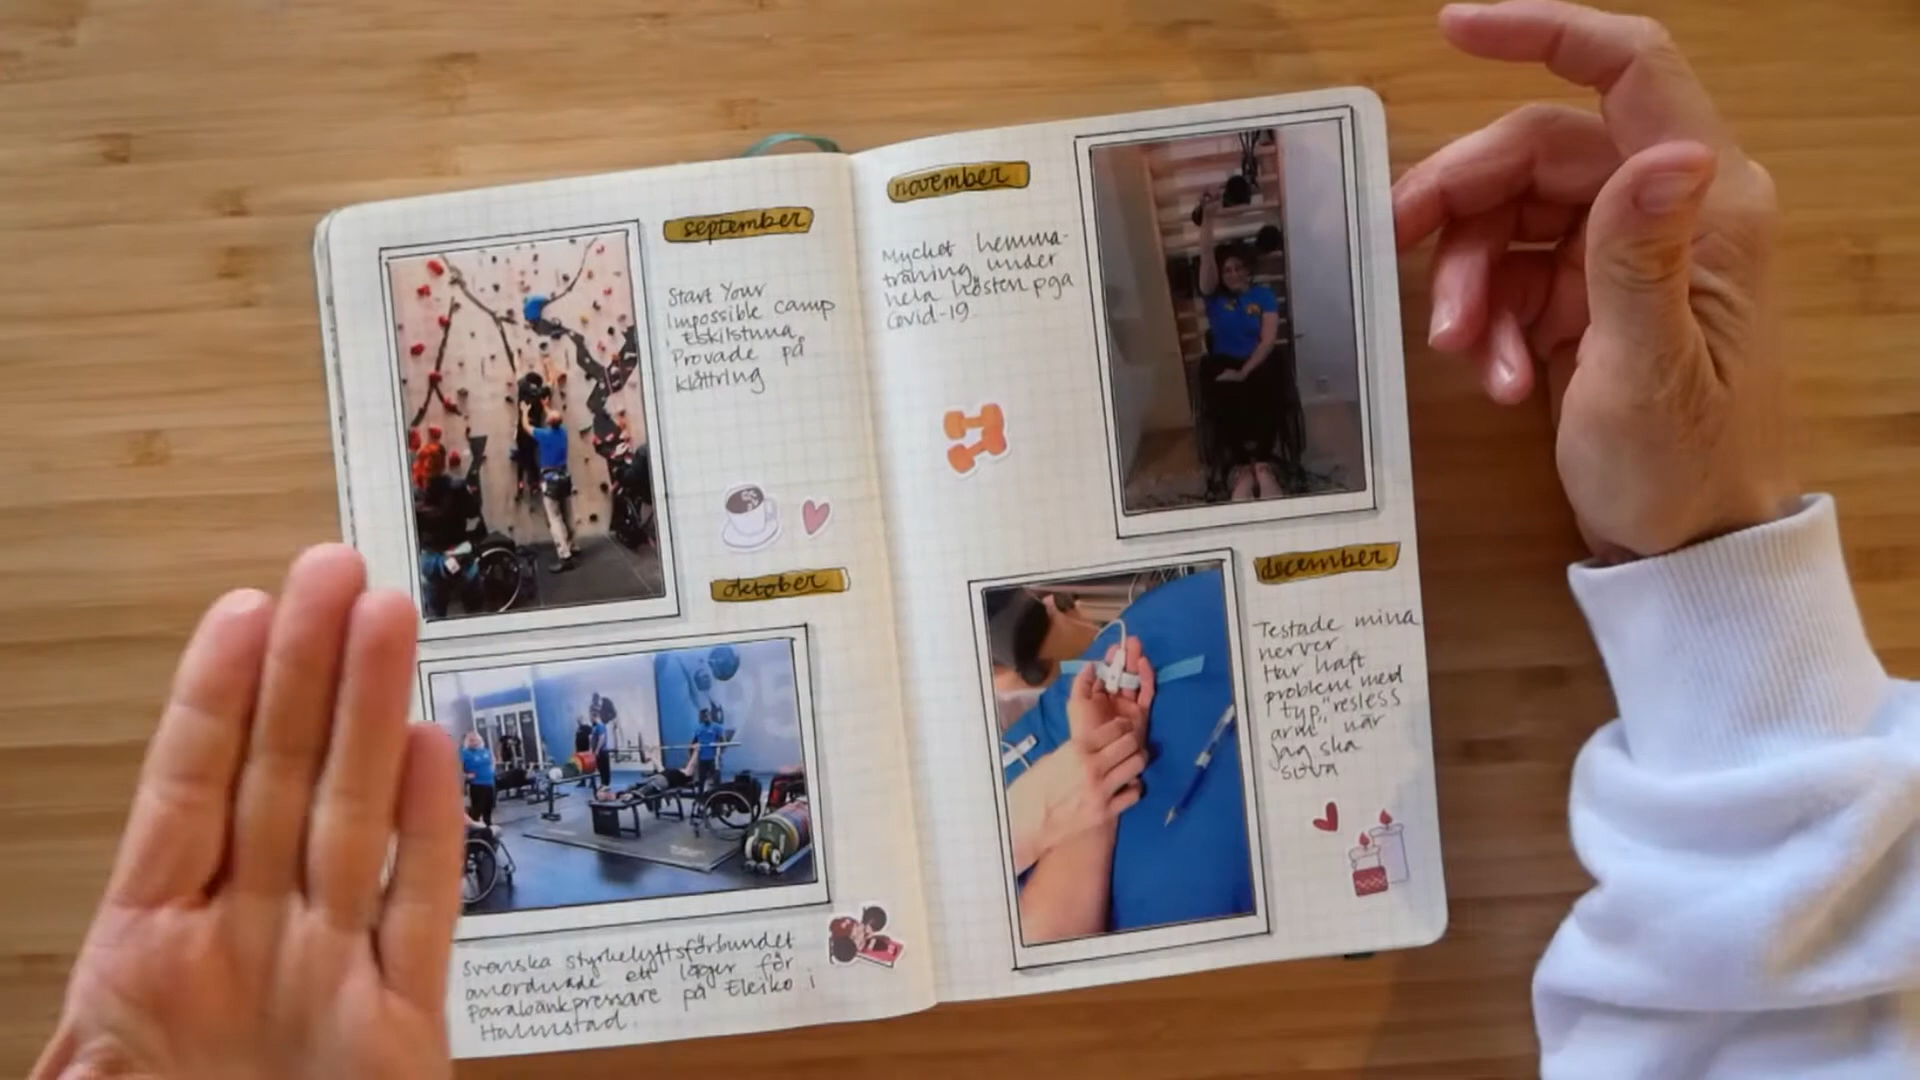 september
Start Your
Impossible camp
i Eskilstuna.
Provade på
klättring
oktober
Svenska styrkelyftsförbundet
anordnade ett läger för
Parabänkpressare på Eleiko i
Halmstad.
november
Mycket hemma-
träning under
hela hösten pga
Covid-19
december
Testade mina
nerver
Har haft
problem med
typ "resless
arm" när
jag ska
sova